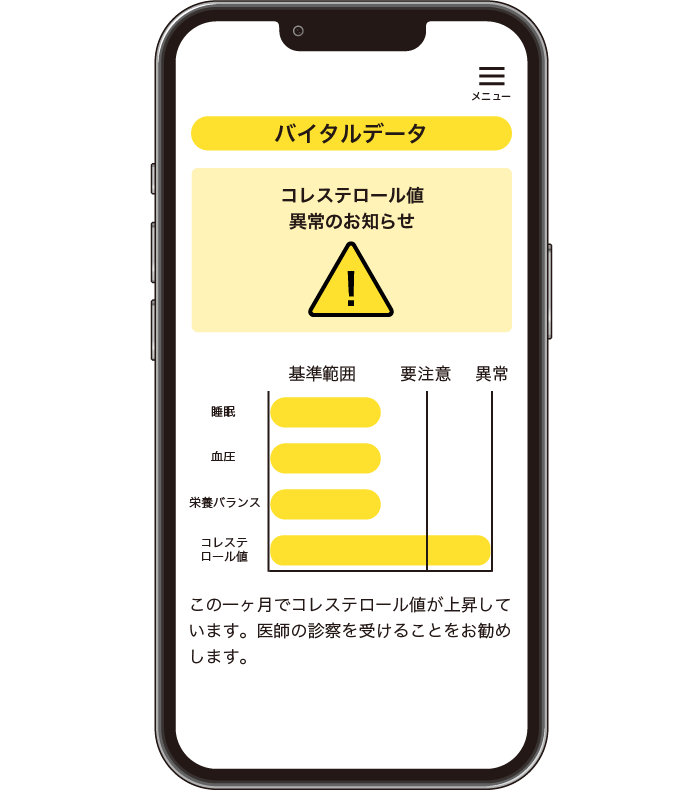 メニュー
バイタルデータ
コレステロール値
異常のお知らせ
!
基準範囲 要注意 異常
睡眠
血圧
栄養バランス
コレステ
ロール値
この一ヶ月でコレステロール値が上昇して
います。医師の診察を受けることをお勧め
します。